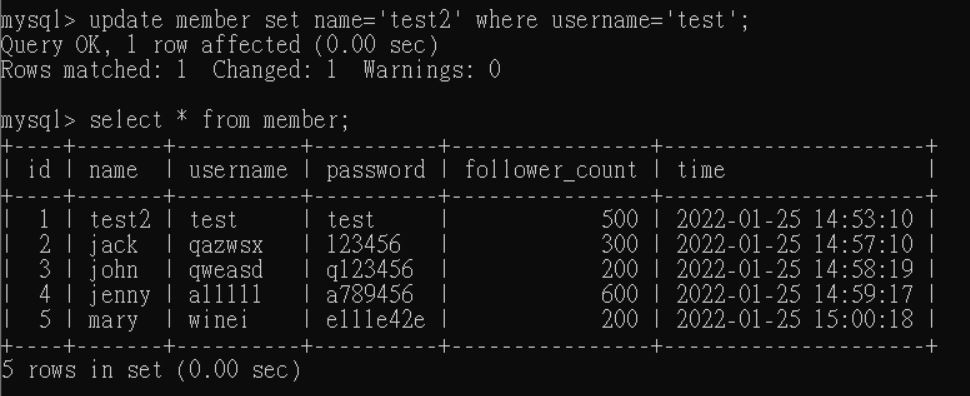 mysql> update member set name='test2' where username='test';
Query OK, 1 row affected (0.00 sec)
Rows matched: 1  Changed: 1  Warnings: 0

mysql> select * from member;
+----+-------+----------+----------+----------------+---------------------+
| id | name  | username | password | follower_count | time                |
+----+-------+----------+----------+----------------+---------------------+
|  1 | test2 | test     | test     |            500 | 2022-01-25 14:53:10 |
|  2 | jack  | qazwsx   | 123456   |            300 | 2022-01-25 14:57:10 |
|  3 | john  | qweasd   | q123456  |            200 | 2022-01-25 14:58:19 |
|  4 | jenny | a11111   | a789456  |            600 | 2022-01-25 14:59:17 |
|  5 | mary  | winei    | e111e42e |            200 | 2022-01-25 15:00:18 |
+----+-------+----------+----------+----------------+---------------------+
5 rows in set (0.00 sec)